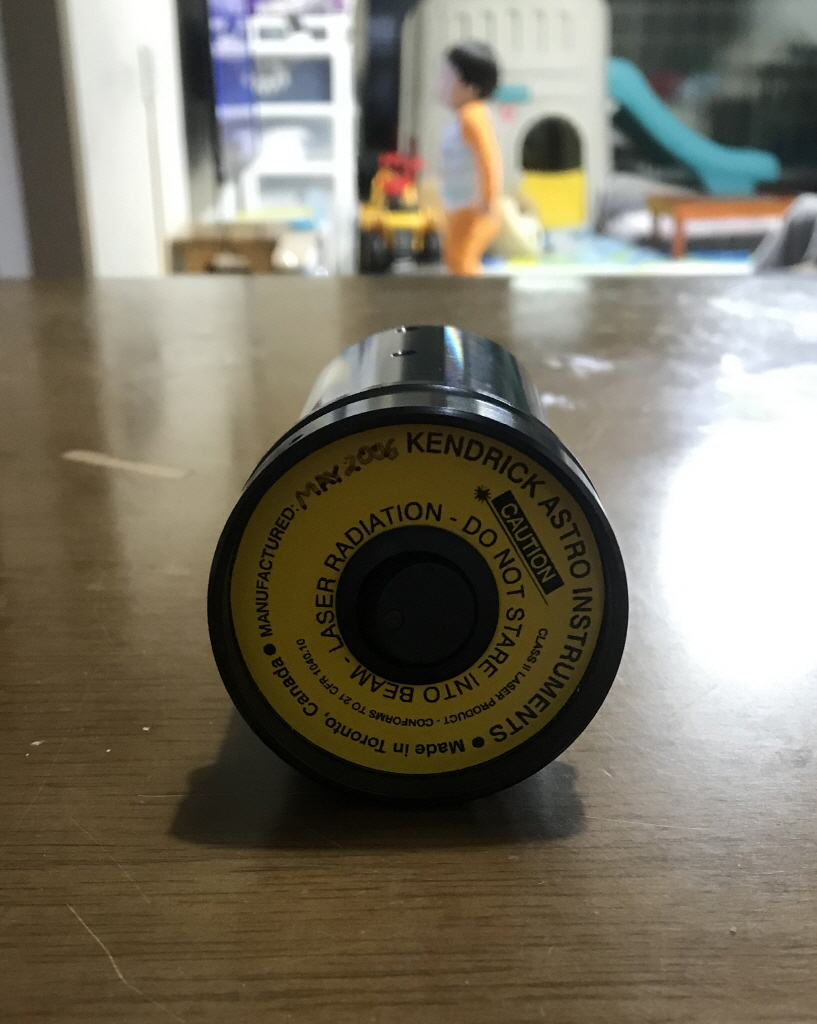 KENDRICK ASTRO INSTRUMENTS ● Made in Toronto, Canada ● MANUFACTURED: MAY 2006
CAUTION
CLASS II LASER PRODUCT - CONFORMS TO 21 CFR 1040.10
LASER RADIATION - DO NOT STARE INTO BEAM -